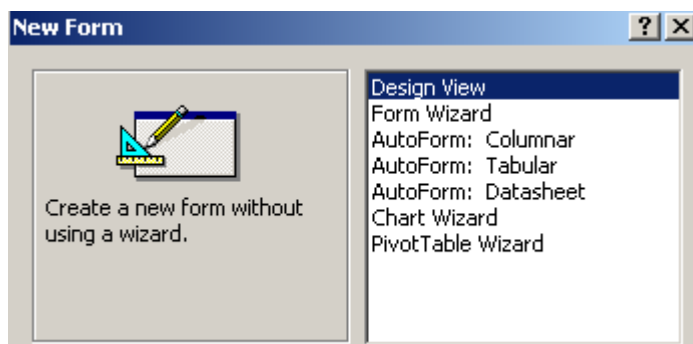 New Form
Create a new form without
using a wizard.
Design View
Form Wizard
AutoForm: Columnar
AutoForm: Tabular
AutoForm: Datasheet
Chart Wizard
PivotTable Wizard